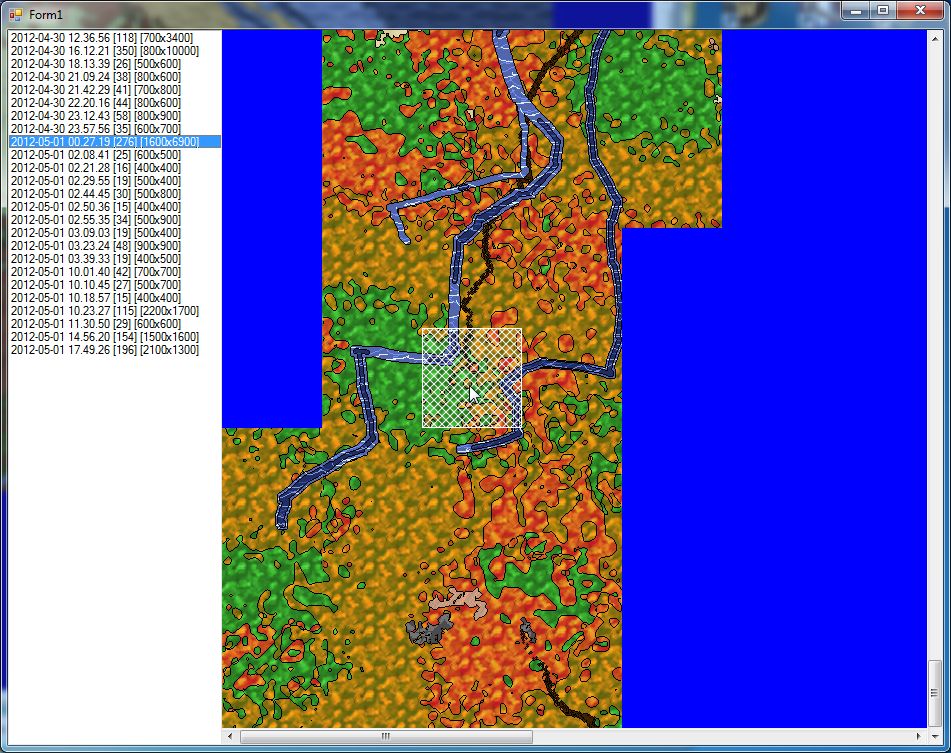 Form1
2012-04-30 12.36.56 [118] [700x3400]
2012-04-30 16.12.21 [350] [800x10000]
2012-04-30 18.13.39 [26] [500x600]
2012-04-30 21.09.24 [38] [800x600]
2012-04-30 21.42.29 [41] [700x800]
2012-04-30 22.20.16 [44] [800x600]
2012-04-30 23.12.43 [58] [800x900]
2012-04-30 23.57.56 [35] [600x700]
2012-05-01 00.27.19 [276] [1600x6900]
2012-05-01 02.08.41 [25] [600x500]
2012-05-01 02.21.28 [16] [400x400]
2012-05-01 02.29.55 [19] [500x400]
2012-05-01 02.44.45 [30] [500x800]
2012-05-01 02.50.36 [15] [400x400]
2012-05-01 02.55.35 [34] [500x900]
2012-05-01 03.09.03 [19] [500x400]
2012-05-01 03.23.24 [48] [900x900]
2012-05-01 03.39.33 [19] [400x500]
2012-05-01 10.01.40 [42] [700x700]
2012-05-01 10.10.45 [27] [500x700]
2012-05-01 10.18.57 [15] [400x400]
2012-05-01 10.23.27 [115] [2200x1700]
2012-05-01 11.30.50 [29] [600x600]
2012-05-01 14.56.20 [154] [1500x1600]
2012-05-01 17.49.26 [196] [2100x1300]